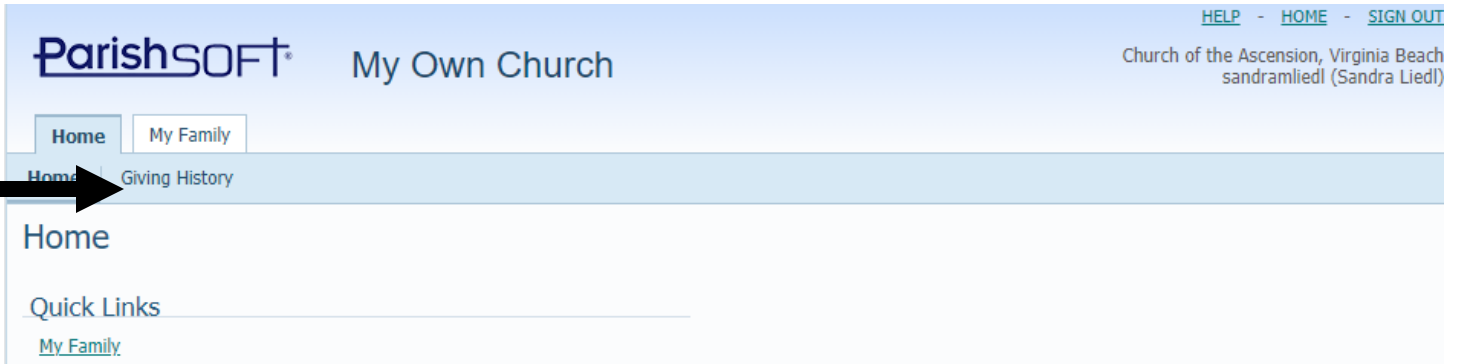 HELP - HOME - SIGN OUT
ParishSOFT® My Own Church
Church of the Ascension, Virginia Beach
sandramliedl (Sandra Liedl)
Home My Family
Home Giving History
Home
Quick Links
My Family